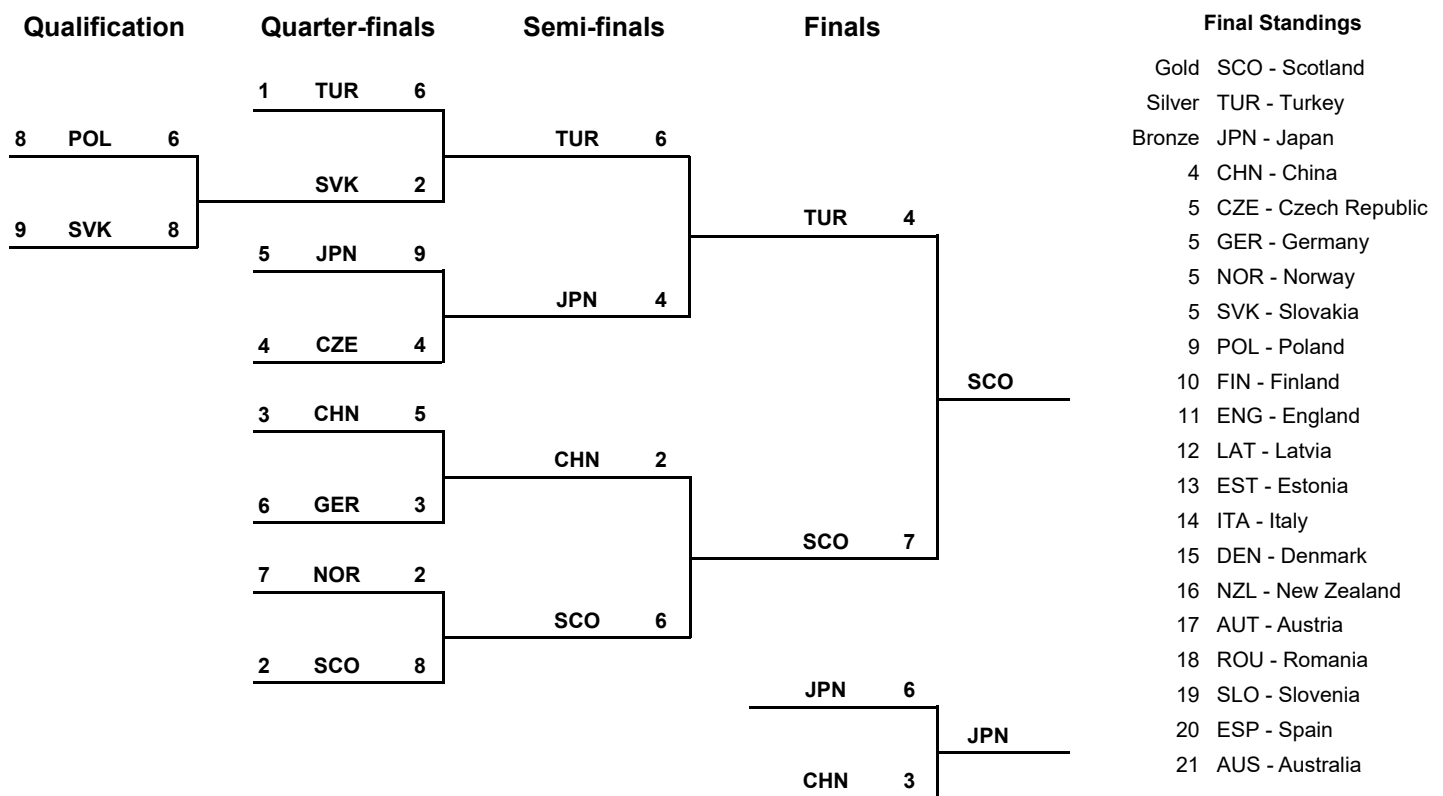 Qualification Quarter-finals Semi-finals Finals
1 TUR 6
8 POL 6
TUR 6
SVK 2
9 SVK 8
TUR 4
5 JPN 9
JPN 4
4 CZE 4
SCO
3 CHN 5
CHN 2
6 GER 3
SCO 7
7 NOR 2
SCO 6
2 SCO 8
JPN 6
JPN
CHN 3
Final Standings
Gold SCO - Scotland
Silver TUR - Turkey
Bronze JPN - Japan
4 CHN - China
5 CZE - Czech Republic
5 GER - Germany
5 NOR - Norway
5 SVK - Slovakia
9 POL - Poland
10 FIN - Finland
11 ENG - England
12 LAT - Latvia
13 EST - Estonia
14 ITA - Italy
15 DEN - Denmark
16 NZL - New Zealand
17 AUT - Austria
18 ROU - Romania
19 SLO - Slovenia
20 ESP - Spain
21 AUS - Australia